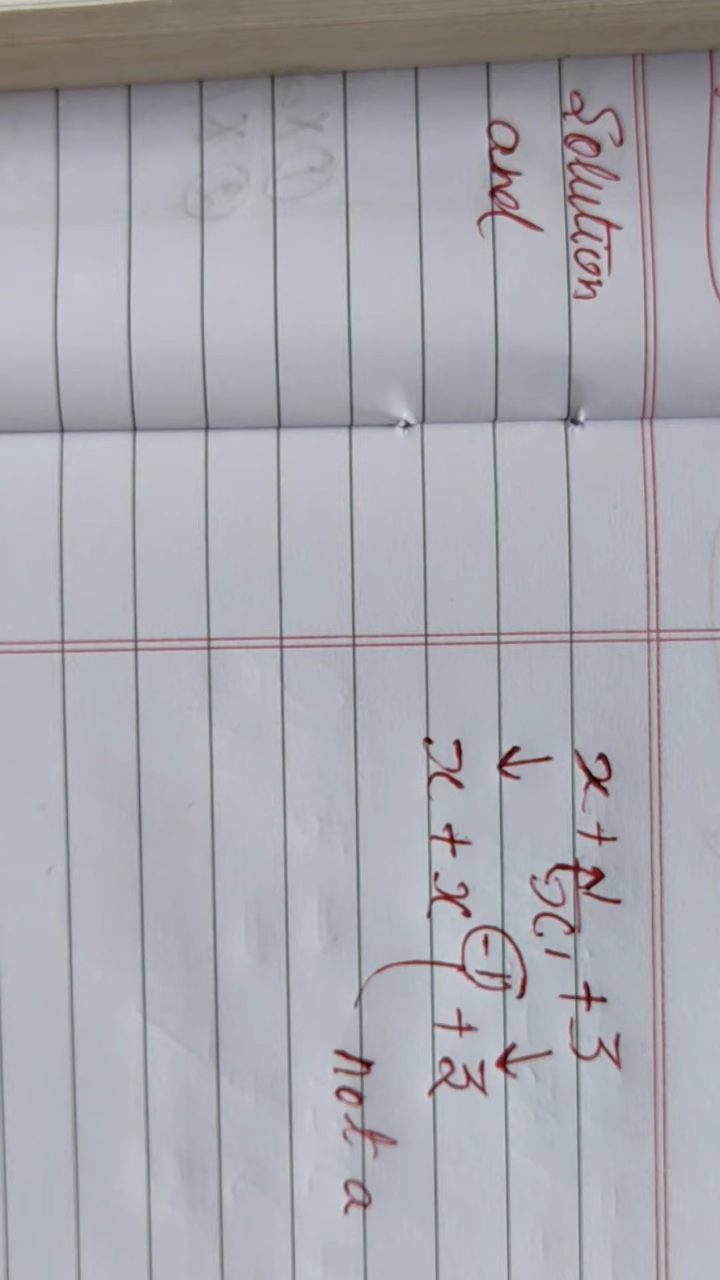 Solution x + 1/x + 3
and ↓ ↓
x + x⁻¹ + 3
not a